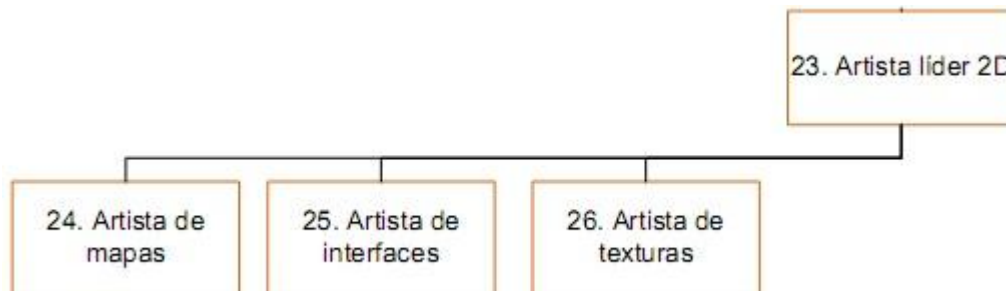 23. Artista líder 2D
24. Artista de
mapas
25. Artista de
interfaces
26. Artista de
texturas